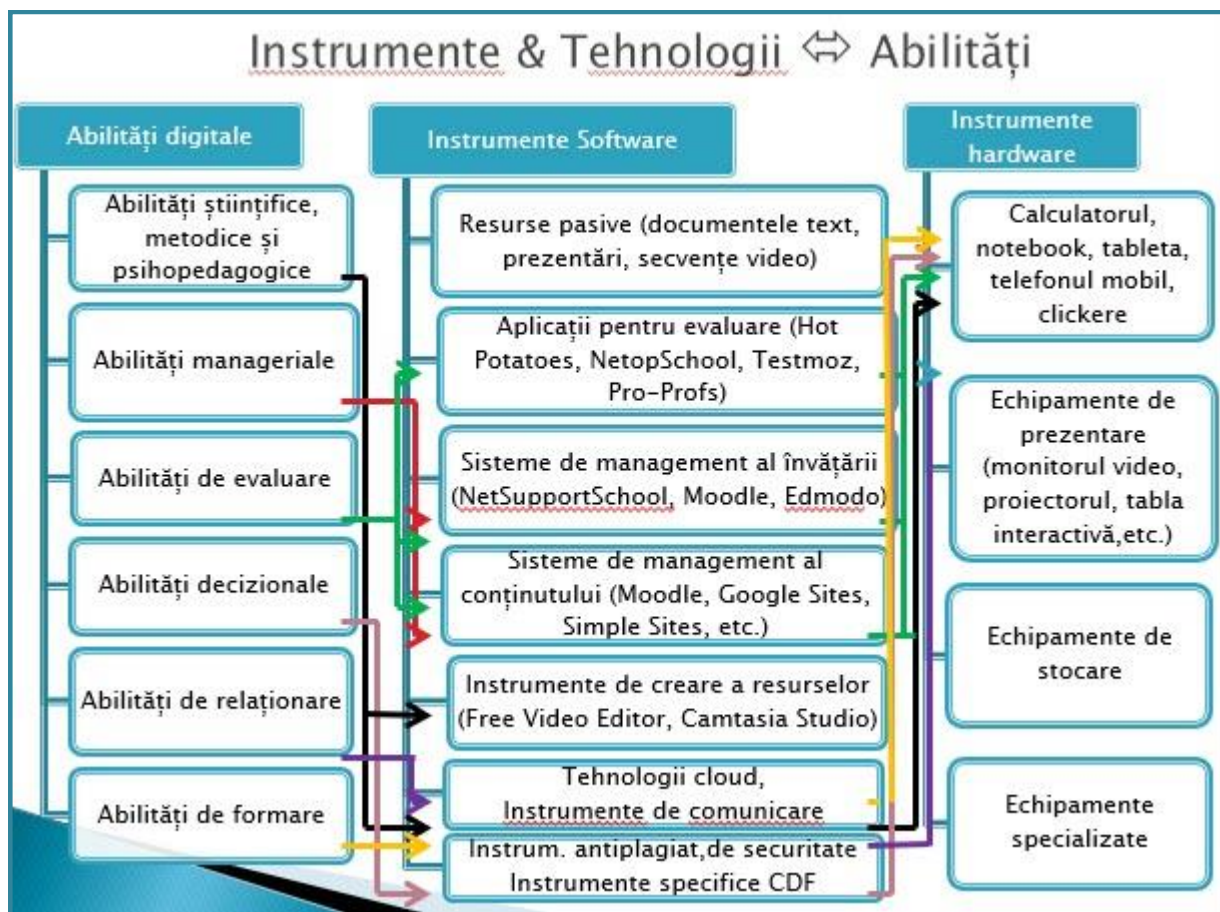 Instrumente & Tehnologii ⇔ Abilități
Abilități digitale
Abilități științifice,
metodice și
psihopedagogice
Abilități manageriale
Abilități de evaluare
Abilități decizionale
Abilități de relaționare
Abilități de formare
Instrumente Software
Resurse pasive (documentele text,
prezentări, secvențe video)
Aplicații pentru evaluare (Hot
Potatoes, NetopSchool, Testmoz,
Pro-Profs)
Sisteme de management al învățării
(NetSupportSchool, Moodle, Edmodo)
Sisteme de management al
conținutului (Moodle, Google Sites,
Simple Sites, etc.)
Instrumente de creare a resurselor
(Free Video Editor, Camtasia Studio)
Tehnologii cloud,
Instrumente de comunicare
Instrum. antiplagiat,de securitate
Instrumente specifice CDF
Instrumente
hardware
Calculatorul,
notebook, tableta,
telefonul mobil,
clickere
Echipamente de
prezentare
(monitorul video,
proiectorul, tabla
interactivă,etc.)
Echipamente de
stocare
Echipamente
specializate